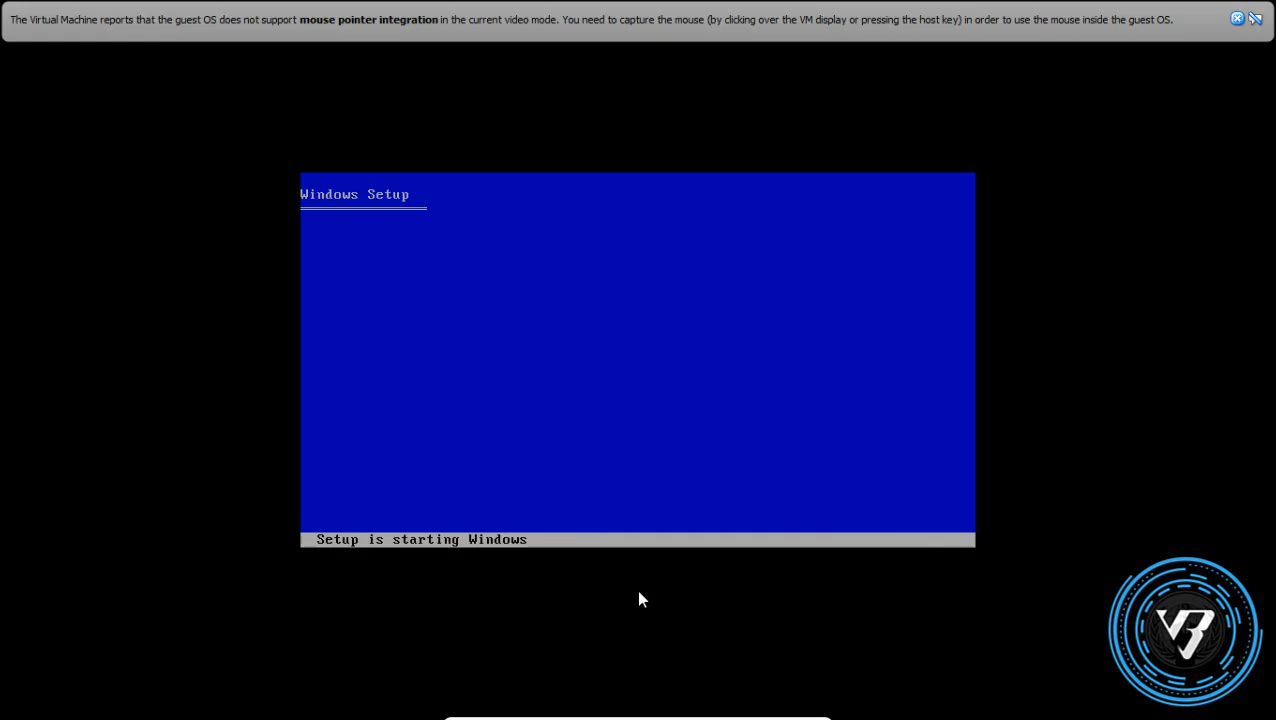 The Virtual Machine reports that the guest OS does not support mouse pointer integration in the current video mode. You need to capture the mouse (by clicking over the VM display or pressing the host key) in order to use the mouse inside the guest OS.
Windows Setup
Setup is starting Windows